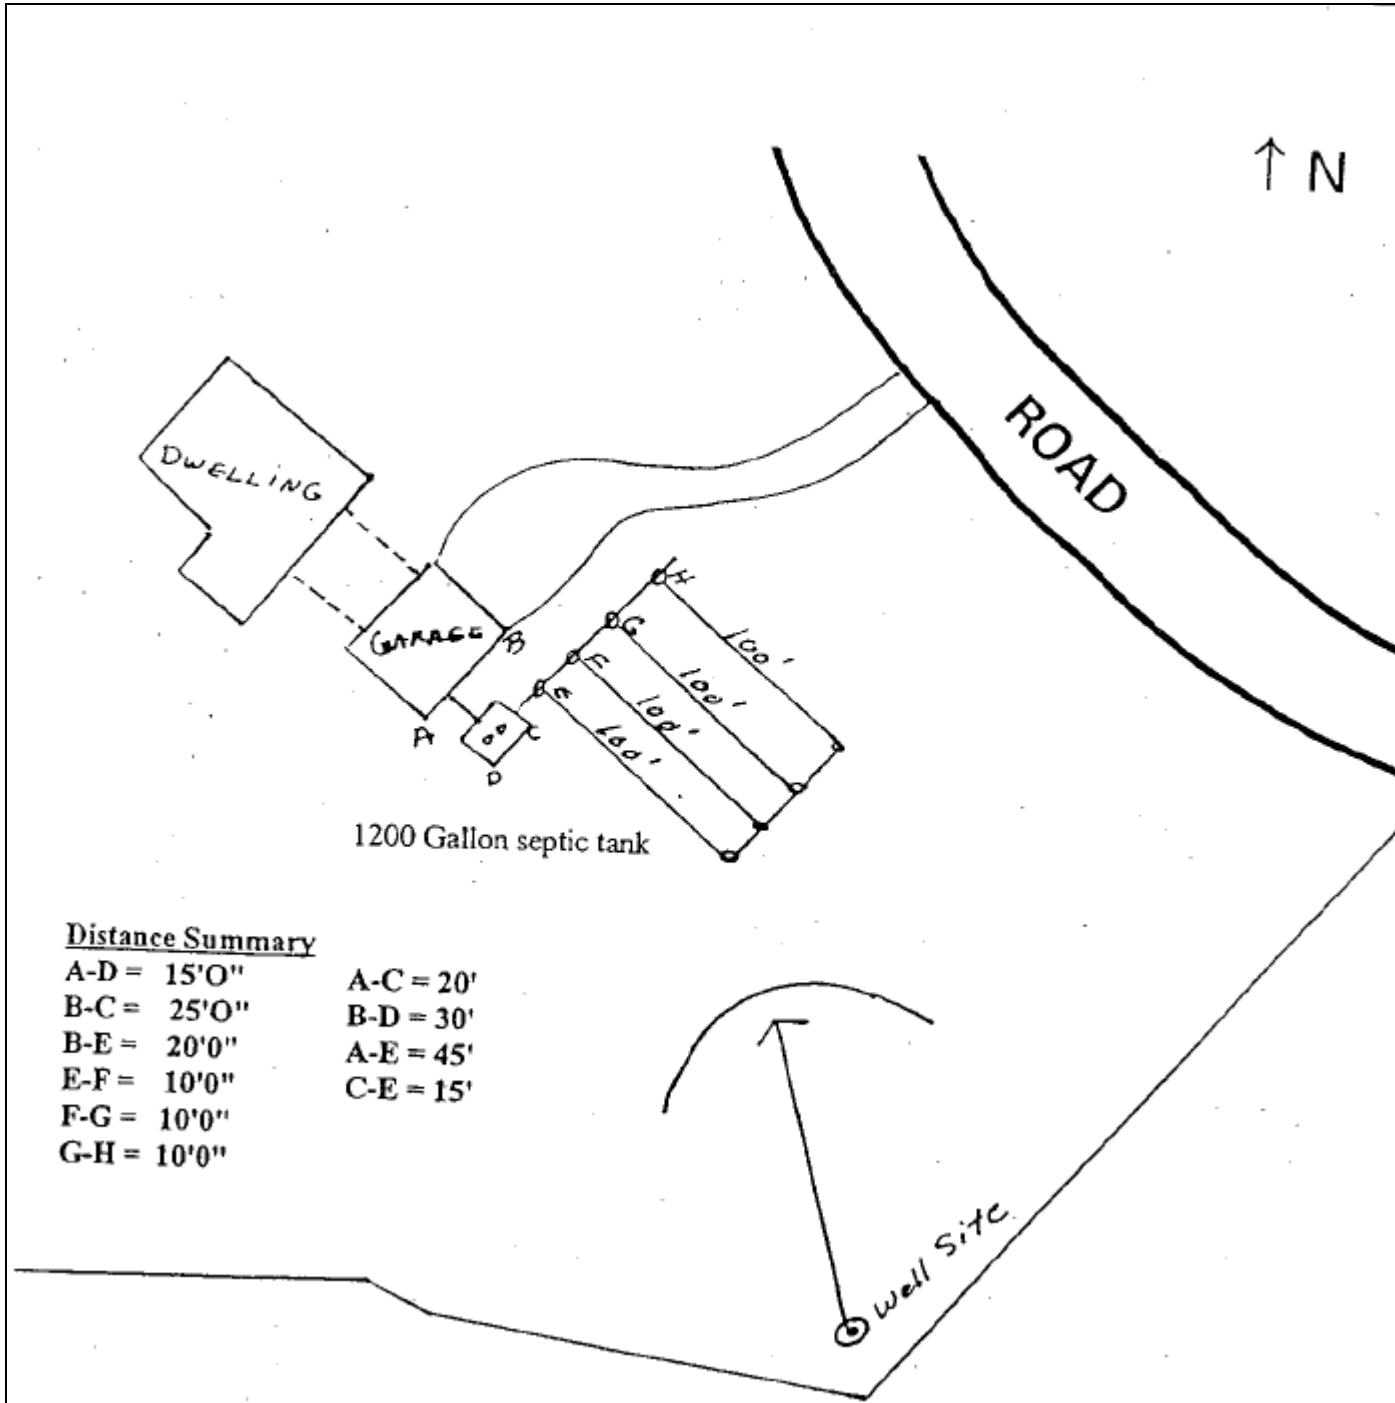 ↑ N
ROAD
DWELLING
GARAGE
B
A
C
D
E
F
G
H
100'
100'
100'
100'
1200 Gallon septic tank
Distance Summary
A-D = 15'O"
B-C = 25'O"
B-E = 20'0"
E-F = 10'0"
F-G = 10'0"
G-H = 10'0"
A-C = 20'
B-D = 30'
A-E = 45'
C-E = 15'
Well Site